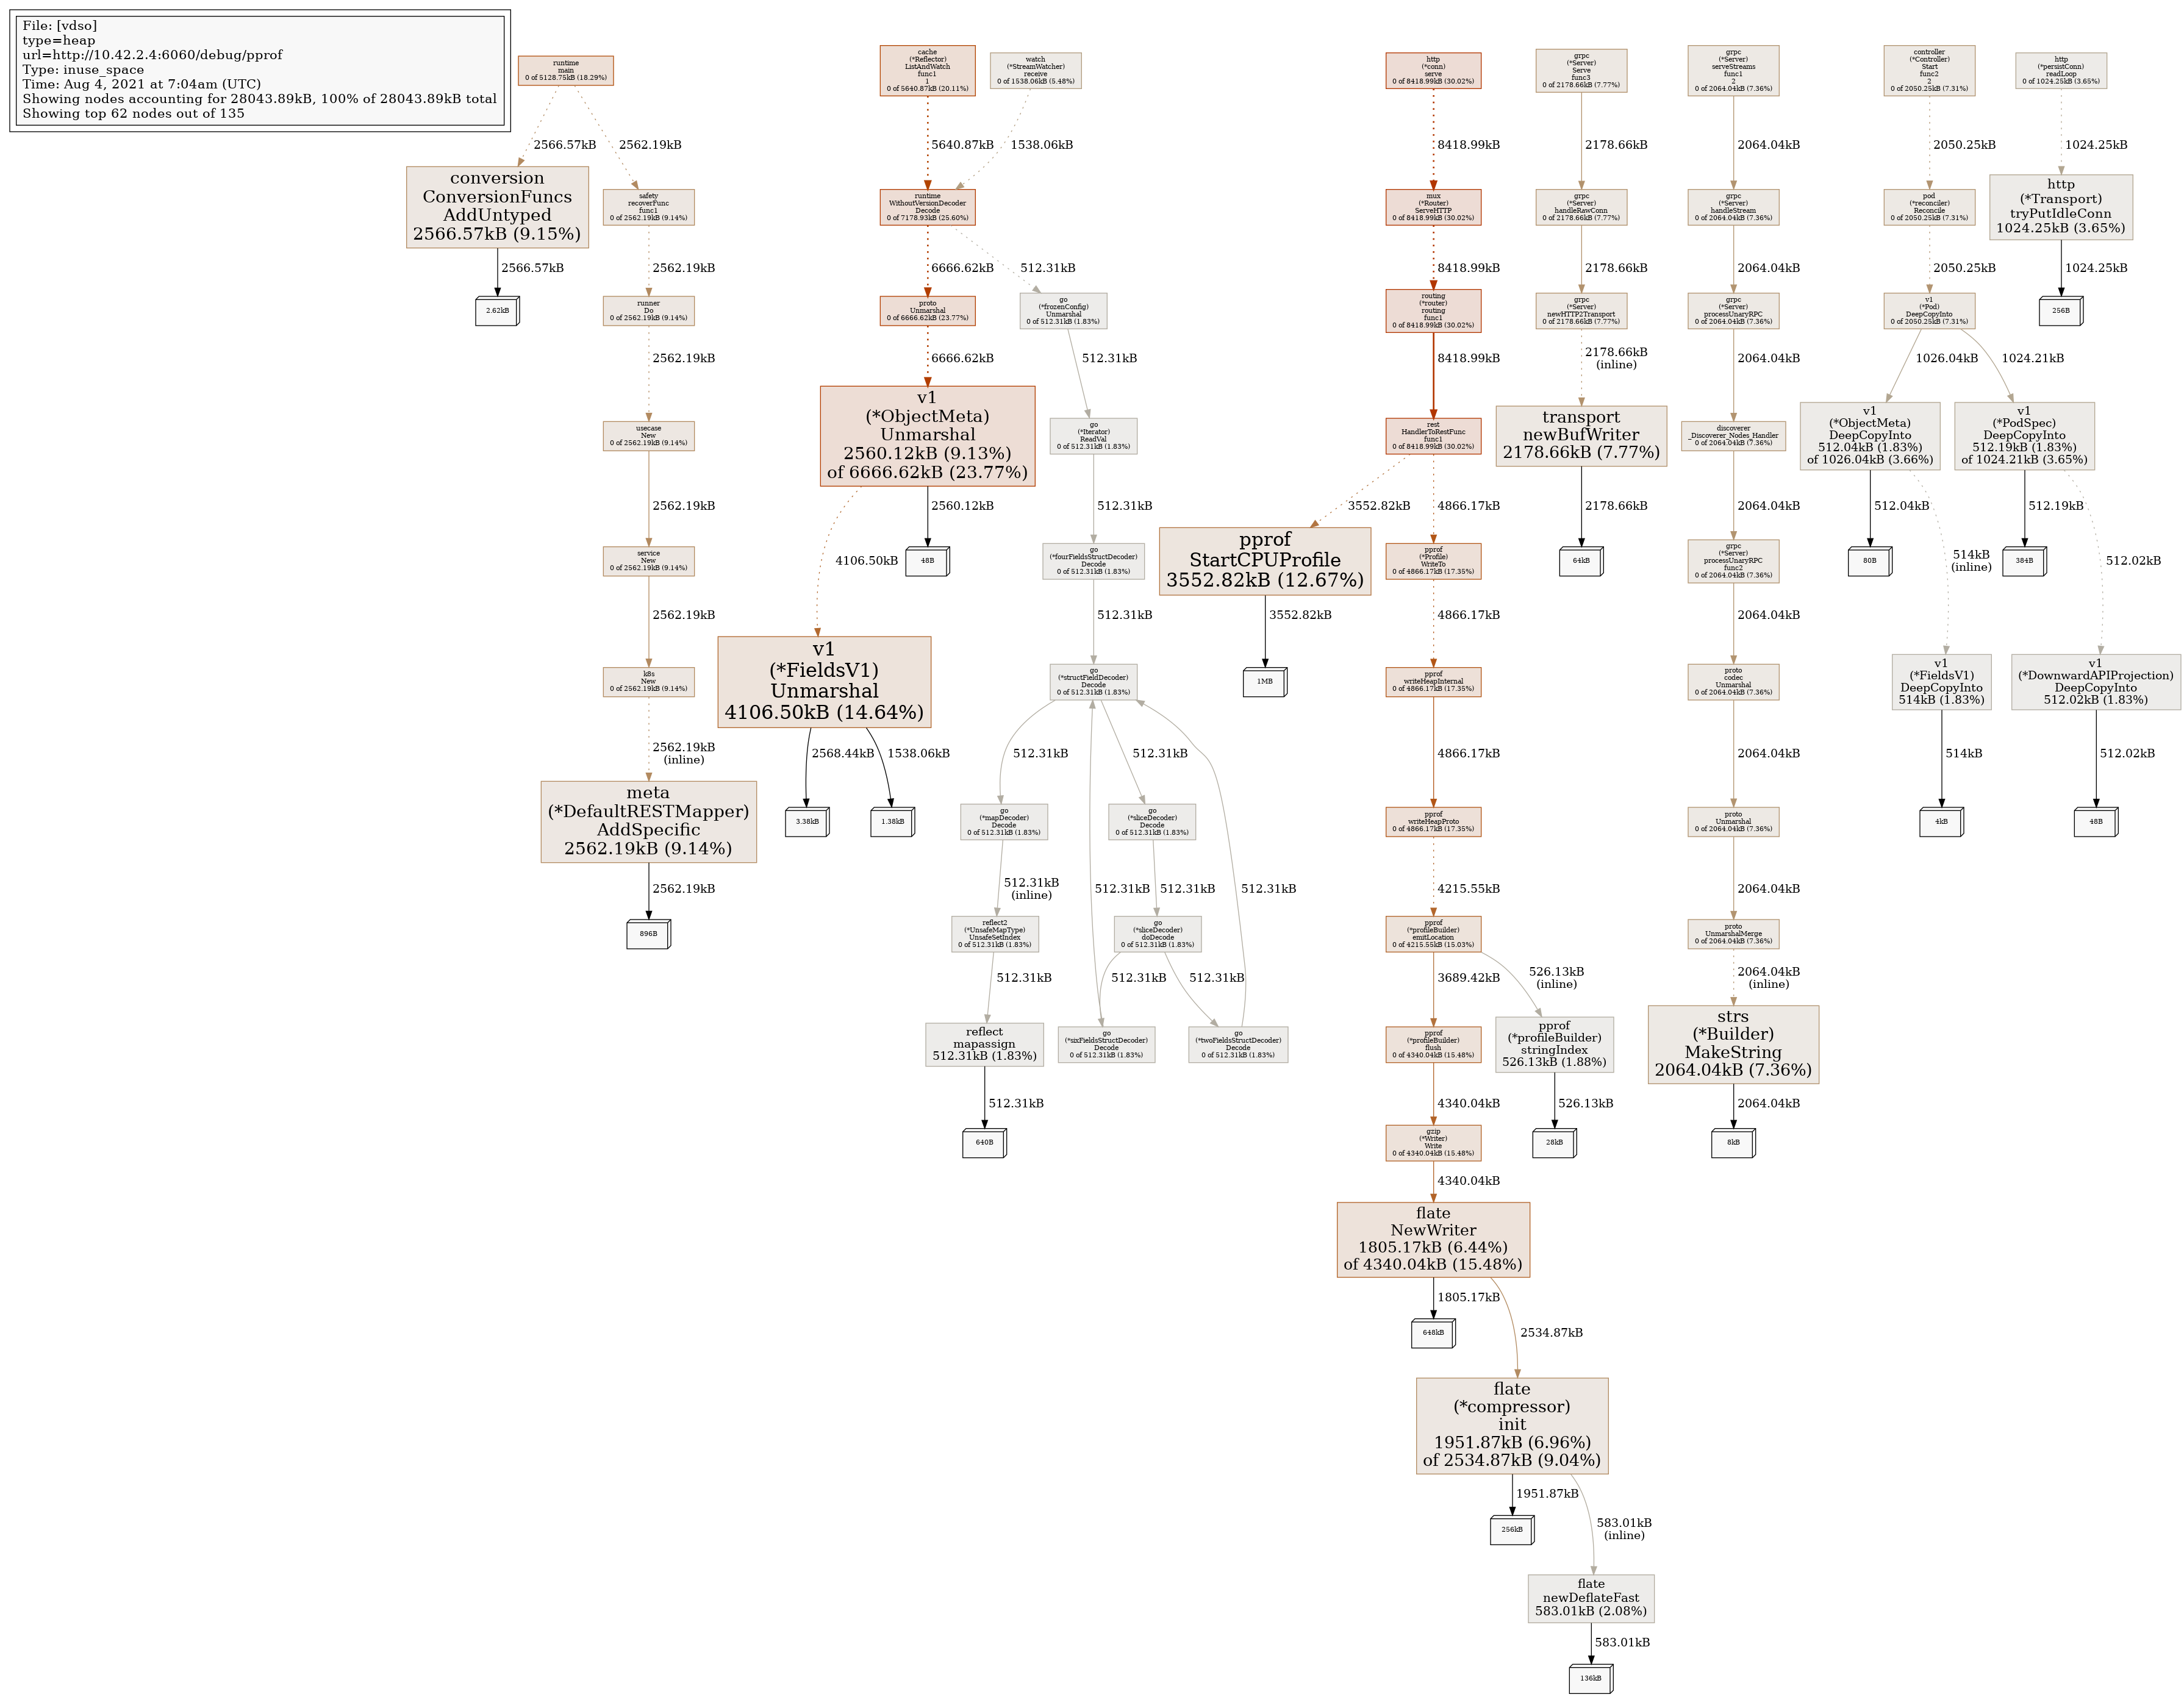 File: [vdso]
type=heap
url=http://10.42.2.4:6060/debug/pprof
Type: inuse_space
Time: Aug 4, 2021 at 7:04am (UTC)
Showing nodes accounting for 28043.89kB, 100% of 28043.89kB total
Showing top 62 nodes out of 135
runtime
main
0 of 5128.75kB (18.29%)
2566.57kB
2562.19kB
conversion
ConversionFuncs
AddUntyped
2566.57kB (9.15%)
2566.57kB
2.62kB
safety
recoverFunc
func1
0 of 2562.19kB (9.14%)
2562.19kB
runner
Do
0 of 2562.19kB (9.14%)
2562.19kB
usecase
New
0 of 2562.19kB (9.14%)
2562.19kB
service
New
0 of 2562.19kB (9.14%)
2562.19kB
k8s
New
0 of 2562.19kB (9.14%)
2562.19kB
(inline)
meta
(*DefaultRESTMapper)
AddSpecific
2562.19kB (9.14%)
2562.19kB
896B
cache
(*Reflector)
ListAndWatch
func1
1
0 of 5640.87kB (20.11%)
5640.87kB
watch
(*StreamWatcher)
receive
0 of 1538.06kB (5.48%)
1538.06kB
runtime
WithoutVersionDecoder
Decode
0 of 7178.93kB (25.60%)
6666.62kB
512.31kB
proto
Unmarshal
0 of 6666.62kB (23.77%)
6666.62kB
v1
(*ObjectMeta)
Unmarshal
2560.12kB (9.13%)
of 6666.62kB (23.77%)
4106.50kB
2560.12kB
48B
v1
(*FieldsV1)
Unmarshal
4106.50kB (14.64%)
2568.44kB
1538.06kB
3.38kB
1.38kB
go
(*frozenConfig)
Unmarshal
0 of 512.31kB (1.83%)
512.31kB
go
(*Iterator)
ReadVal
0 of 512.31kB (1.83%)
512.31kB
go
(*fourFieldsStructDecoder)
Decode
0 of 512.31kB (1.83%)
512.31kB
go
(*structFieldDecoder)
Decode
0 of 512.31kB (1.83%)
512.31kB
512.31kB
go
(*mapDecoder)
Decode
0 of 512.31kB (1.83%)
512.31kB
(inline)
reflect2
(*UnsafeMapType)
UnsafeSetIndex
0 of 512.31kB (1.83%)
512.31kB
reflect
mapassign
512.31kB (1.83%)
512.31kB
640B
go
(*sliceDecoder)
Decode
0 of 512.31kB (1.83%)
512.31kB
512.31kB
512.31kB
go
(*sliceDecoder)
doDecode
0 of 512.31kB (1.83%)
512.31kB
512.31kB
go
(*sixFieldsStructDecoder)
Decode
0 of 512.31kB (1.83%)
go
(*twoFieldsStructDecoder)
Decode
0 of 512.31kB (1.83%)
http
(*conn)
serve
0 of 8418.99kB (30.02%)
8418.99kB
mux
(*Router)
ServeHTTP
0 of 8418.99kB (30.02%)
8418.99kB
routing
(*router)
routing
func1
0 of 8418.99kB (30.02%)
8418.99kB
rest
HandlerToRestFunc
func1
0 of 8418.99kB (30.02%)
3552.82kB
4866.17kB
pprof
StartCPUProfile
3552.82kB (12.67%)
3552.82kB
1MB
pprof
(*Profile)
WriteTo
0 of 4866.17kB (17.35%)
4866.17kB
pprof
writeHeapInternal
0 of 4866.17kB (17.35%)
4866.17kB
pprof
writeHeapProto
0 of 4866.17kB (17.35%)
4215.55kB
pprof
(*profileBuilder)
emitLocation
0 of 4215.55kB (15.03%)
3689.42kB
526.13kB
(inline)
pprof
(*profileBuilder)
flush
0 of 4340.04kB (15.48%)
4340.04kB
pprof
(*profileBuilder)
stringIndex
526.13kB (1.88%)
526.13kB
28kB
gzip
(*Writer)
Write
0 of 4340.04kB (15.48%)
4340.04kB
flate
NewWriter
1805.17kB (6.44%)
of 4340.04kB (15.48%)
1805.17kB
648kB
2534.87kB
flate
(*compressor)
init
1951.87kB (6.96%)
of 2534.87kB (9.04%)
1951.87kB
256kB
583.01kB
(inline)
flate
newDeflateFast
583.01kB (2.08%)
583.01kB
136kB
grpc
(*Server)
Serve
func3
0 of 2178.66kB (7.77%)
2178.66kB
grpc
(*Server)
handleRawConn
0 of 2178.66kB (7.77%)
2178.66kB
grpc
(*Server)
newHTTP2Transport
0 of 2178.66kB (7.77%)
2178.66kB
(inline)
transport
newBufWriter
2178.66kB (7.77%)
2178.66kB
64kB
grpc
(*Server)
serveStreams
func1
2
0 of 2064.04kB (7.36%)
2064.04kB
grpc
(*Server)
handleStream
0 of 2064.04kB (7.36%)
2064.04kB
grpc
(*Server)
processUnaryRPC
0 of 2064.04kB (7.36%)
2064.04kB
discoverer
_Discoverer_Nodes_Handler
0 of 2064.04kB (7.36%)
2064.04kB
grpc
(*Server)
processUnaryRPC
func2
0 of 2064.04kB (7.36%)
2064.04kB
proto
codec
Unmarshal
0 of 2064.04kB (7.36%)
2064.04kB
proto
Unmarshal
0 of 2064.04kB (7.36%)
2064.04kB
proto
UnmarshalMerge
0 of 2064.04kB (7.36%)
2064.04kB
(inline)
strs
(*Builder)
MakeString
2064.04kB (7.36%)
2064.04kB
8kB
controller
(*Controller)
Start
func2
2
0 of 2050.25kB (7.31%)
2050.25kB
pod
(*reconciler)
Reconcile
0 of 2050.25kB (7.31%)
2050.25kB
v1
(*Pod)
DeepCopyInto
0 of 2050.25kB (7.31%)
1026.04kB
1024.21kB
v1
(*ObjectMeta)
DeepCopyInto
512.04kB (1.83%)
of 1026.04kB (3.66%)
512.04kB
80B
514kB
(inline)
v1
(*FieldsV1)
DeepCopyInto
514kB (1.83%)
514kB
4kB
v1
(*PodSpec)
DeepCopyInto
512.19kB (1.83%)
of 1024.21kB (3.65%)
512.19kB
384B
512.02kB
v1
(*DownwardAPIProjection)
DeepCopyInto
512.02kB (1.83%)
512.02kB
48B
http
(*persistConn)
readLoop
0 of 1024.25kB (3.65%)
1024.25kB
http
(*Transport)
tryPutIdleConn
1024.25kB (3.65%)
1024.25kB
256B